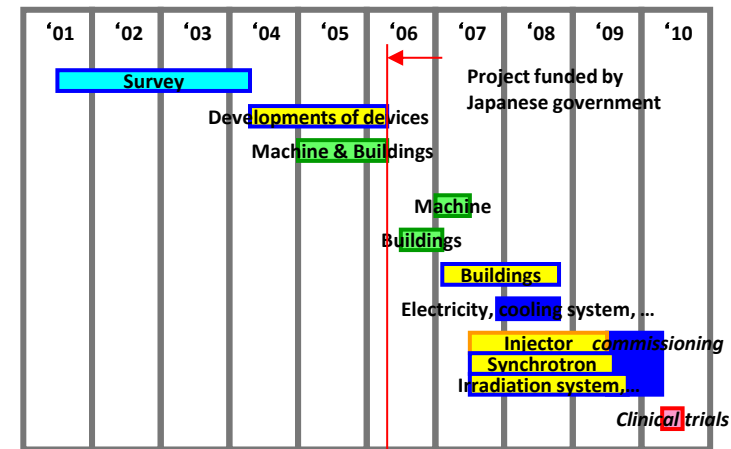 ‘01 ‘02 ‘03 ‘04 ‘05 ‘06 ‘07 ‘08 ‘09 ‘10
Survey
Project funded by
Japanese government
Developments of devices
Machine & Buildings
Machine
Buildings
Buildings
Electricity, cooling system, …
Injector commissioning
Synchrotron
Irradiation system,…
Clinical trials